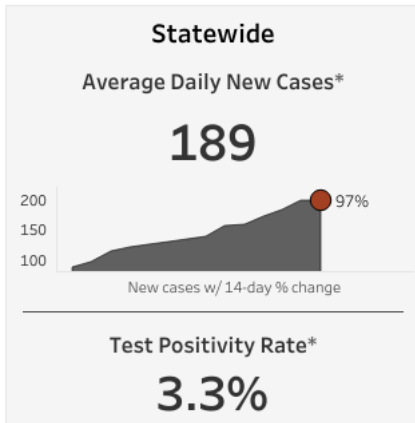 Statewide
Average Daily New Cases*
189
200
97%
150
100
New cases w/ 14-day % change
Test Positivity Rate*
3.3%